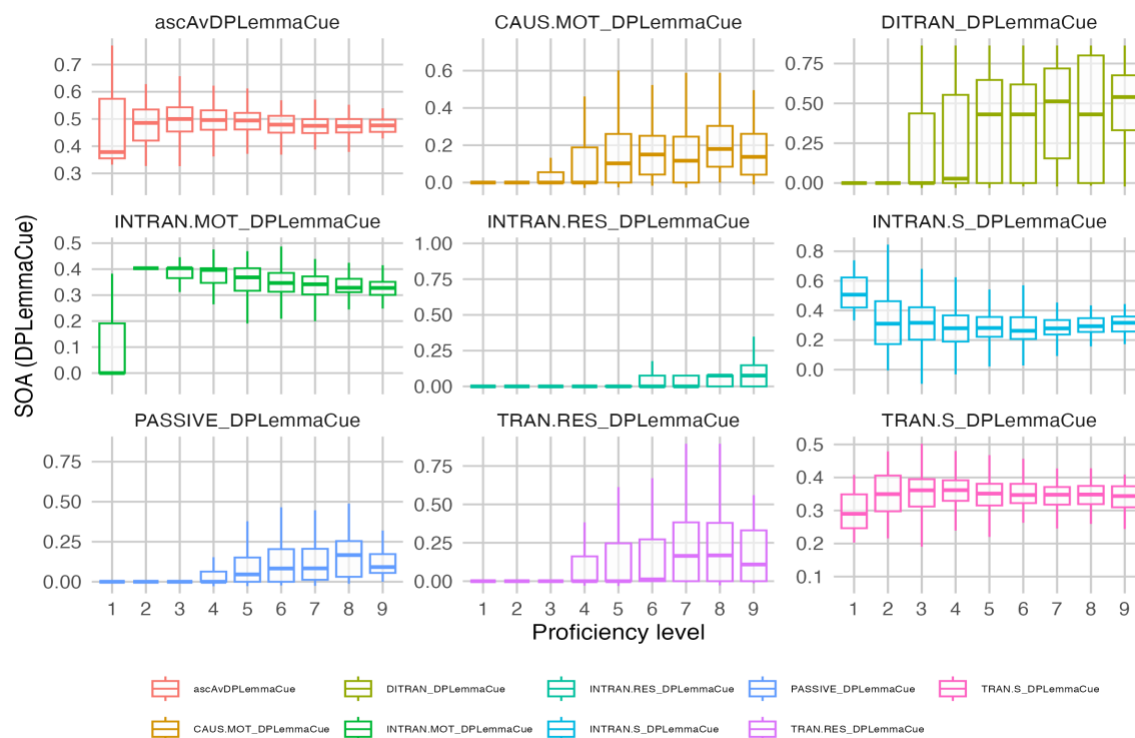 ascAvDPLemmaCue CAUS.MOT_DPLemmaCue DITRAN_DPLemmaCue
0.7 0.6 0.75
0.6
0.5 0.4 0.50
0.4 0.2 0.25
0.3 0.0 0.00
SOA (DPLemmaCue)
INTRAN.MOT_DPLemmaCue INTRAN.RES_DPLemmaCue INTRAN.S_DPLemmaCue
0.5 1.00 0.8
0.4 0.75 0.6
0.3 0.50 0.4
0.2
0.1 0.25 0.2
0.0 0.00 0.0
PASSIVE_DPLemmaCue TRAN.RES_DPLemmaCue TRAN.S_DPLemmaCue
0.75 0.75 0.5
0.4
0.50 0.50 0.3
0.25 0.25 0.2
0.00 0.00 0.1
1 2 3 4 5 6 7 8 9 1 2 3 4 5 6 7 8 9 1 2 3 4 5 6 7 8 9
Proficiency level
ascAvDPLemmaCue DITRAN_DPLemmaCue INTRAN.RES_DPLemmaCue PASSIVE_DPLemmaCue TRAN.S_DPLemmaCue
CAUS.MOT_DPLemmaCue INTRAN.MOT_DPLemmaCue INTRAN.S_DPLemmaCue TRAN.RES_DPLemmaCue